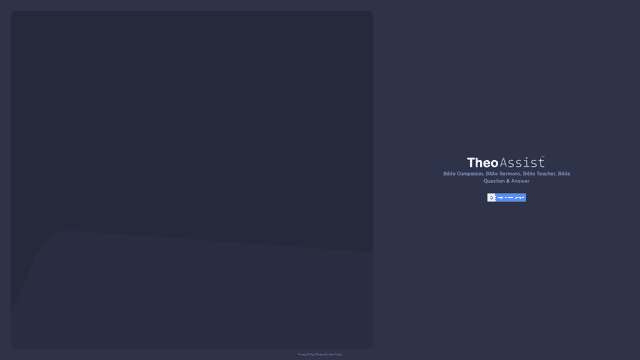 TheoAssist
Bible Companion, Bible Sermons, Bible Teacher, Bible
Question & Answer